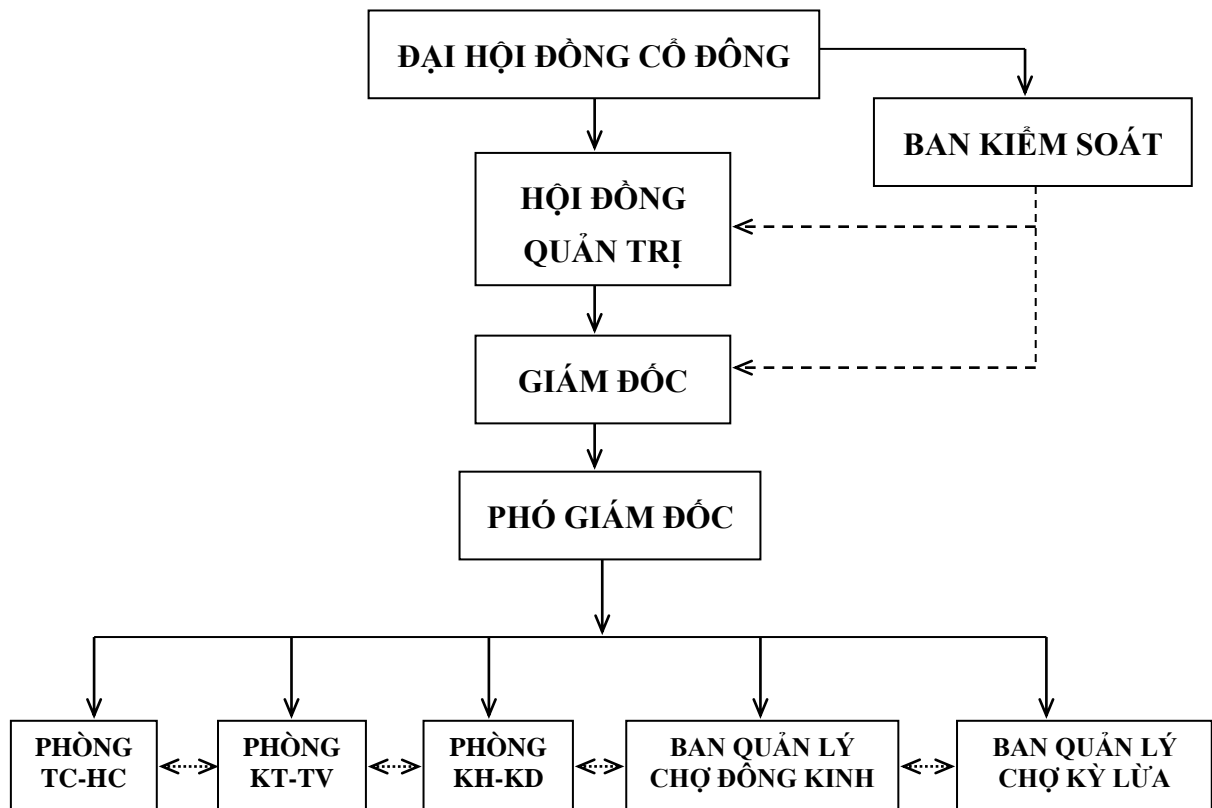 ĐẠI HỘI ĐỒNG CỔ ĐÔNG
BAN KIỂM SOÁT
HỘI ĐỒNG
QUẢN TRỊ
GIÁM ĐỐC
PHÓ GIÁM ĐỐC
PHÒNG
TC-HC
PHÒNG
KT-TV
PHÒNG
KH-KD
BAN QUẢN LÝ
CHỢ ĐÔNG KINH
BAN QUẢN LÝ
CHỢ KỲ LỪA